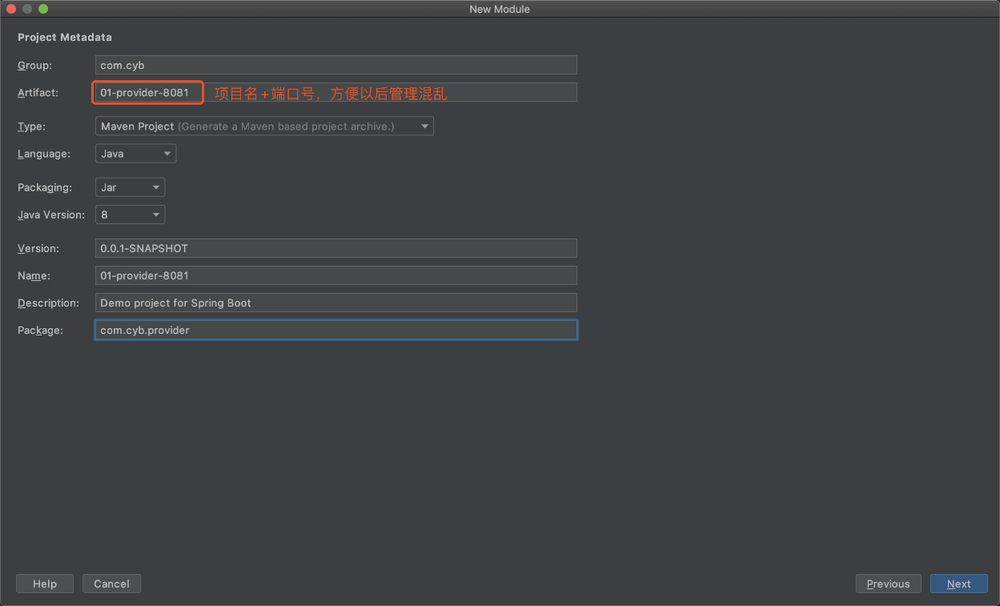 New Module
Project Metadata
Group: com.cyb
Artifact: 01-provider-8081 项目名+端口号，方便以后管理混乱
Type: Maven Project (Generate a Maven based project archive.)
Language: Java
Packaging: Jar
Java Version: 8
Version: 0.0.1-SNAPSHOT
Name: 01-provider-8081
Description: Demo project for Spring Boot
Package: com.cyb.provider
Help Cancel Previous Next